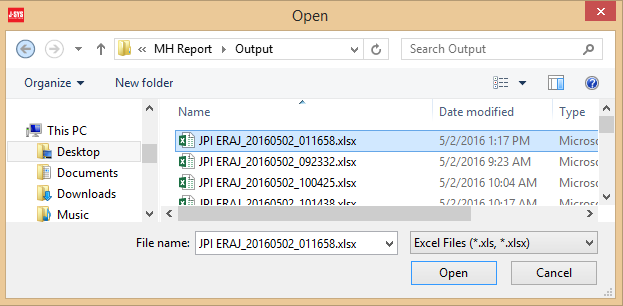 J-SYS Open
« MH Report ▸ Output Search Output
Organize New folder
Name Date modified Type
This PC
Desktop
Documents
Downloads
Music
JPI ERAJ_20160502_011658.xlsx 5/2/2016 1:17 PM Microso
JPI ERAJ_20160502_092332.xlsx 5/2/2016 9:23 AM Microso
JPI ERAJ_20160502_100425.xlsx 5/2/2016 10:04 AM Microso
JPI ERAJ_20160502_101438.xlsx 5/2/2016 10:17 AM Microso
File name: JPI ERAJ_20160502_011658.xlsx Excel Files (*.xls, *.xlsx)
Open Cancel